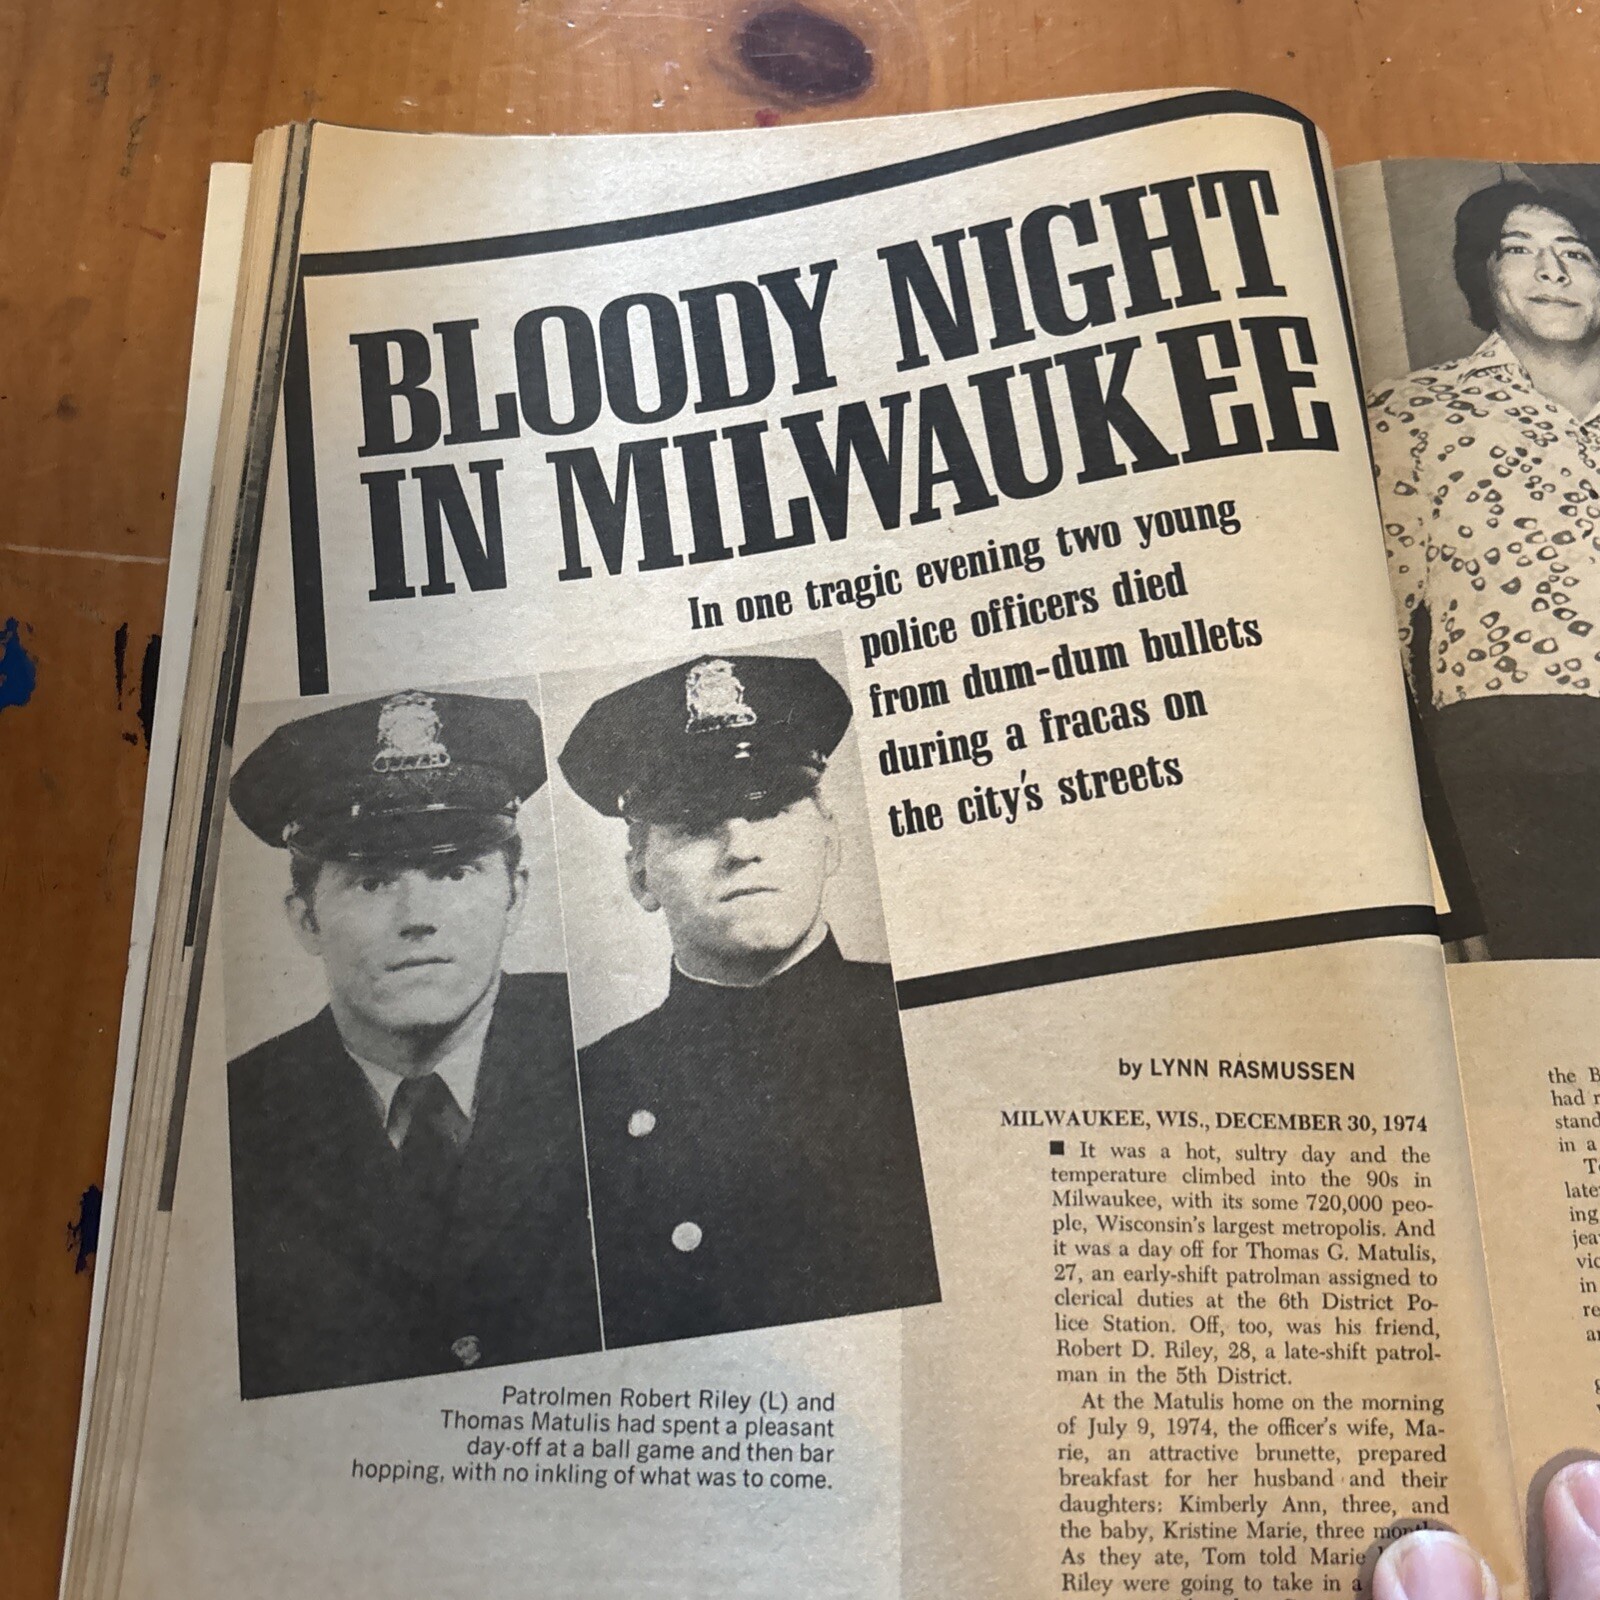 BLOODY NIGHT
IN MILWAUKEE
In one tragic evening two young
police officers died
from dum-dum bullets
during a fracas on
the city's streets
Patrolmen Robert Riley (L) and
Thomas Matulis had spent a pleasant
day-off at a ball game and then bar
hopping, with no inkling of what was to come.
by LYNN RASMUSSEN
MILWAUKEE, WIS., DECEMBER 30, 1974
■ It was a hot, sultry day and the
temperature climbed into the 90s in
Milwaukee, with its some 720,000 peo-
ple, Wisconsin's largest metropolis. And
it was a day off for Thomas G. Matulis,
27, an early-shift patrolman assigned to
clerical duties at the 6th District Po-
lice Station. Off, too, was his friend,
Robert D. Riley, 28, a late-shift patrol-
man in the 5th District.
At the Matulis home on the morning
of July 9, 1974, the officer's wife, Ma-
rie, an attractive brunette, prepared
breakfast for her husband and their
daughters: Kimberly Ann, three, and
the baby, Kristine Marie, three
As they ate, Tom told Marie
Riley were going to take in a
the
had
in a
in